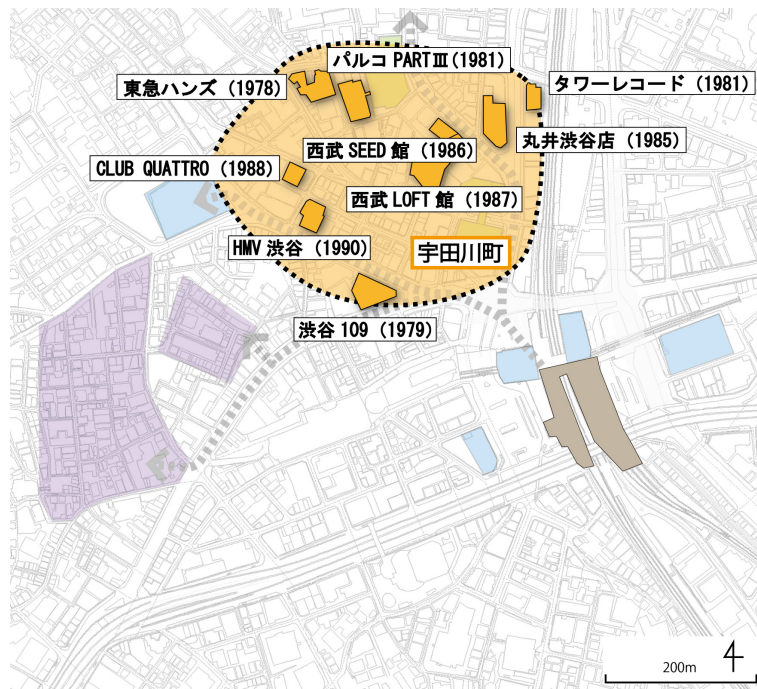 パルコ PARTⅢ(1981)
東急ハンズ (1978)
タワーレコード (1981)
丸井渋谷店 (1985)
西武 SEED 館 (1986)
CLUB QUATTRO (1988)
西武 LOFT 館 (1987)
HMV 渋谷 (1990)
宇田川町
渋谷 109 (1979)
200m